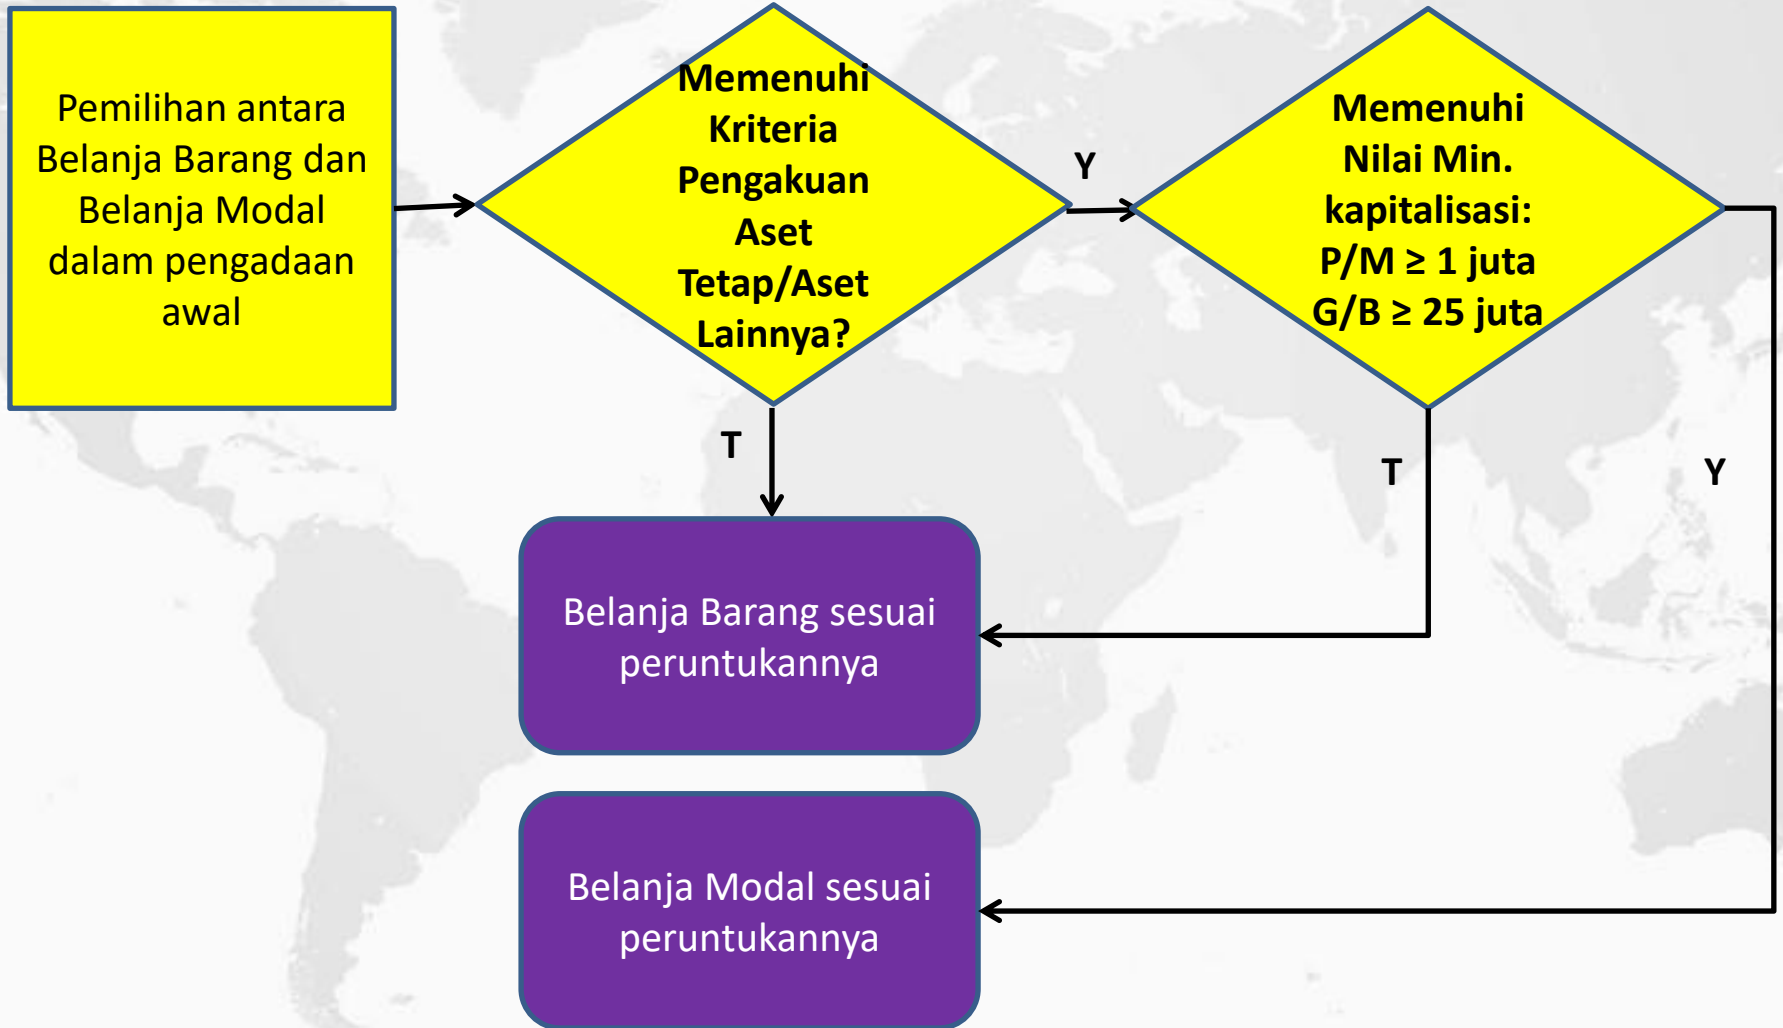 Pemilihan antara
Belanja Barang dan
Belanja Modal
dalam pengadaan
awal
Memenuhi
Kriteria
Pengakuan
Aset
Tetap/Aset
Lainnya?
Y
Memenuhi
Nilai Min.
kapitalisasi:
P/M ≥ 1 juta
G/B ≥ 25 juta
T
T
Y
Belanja Barang sesuai
peruntukannya
Belanja Modal sesuai
peruntukannya